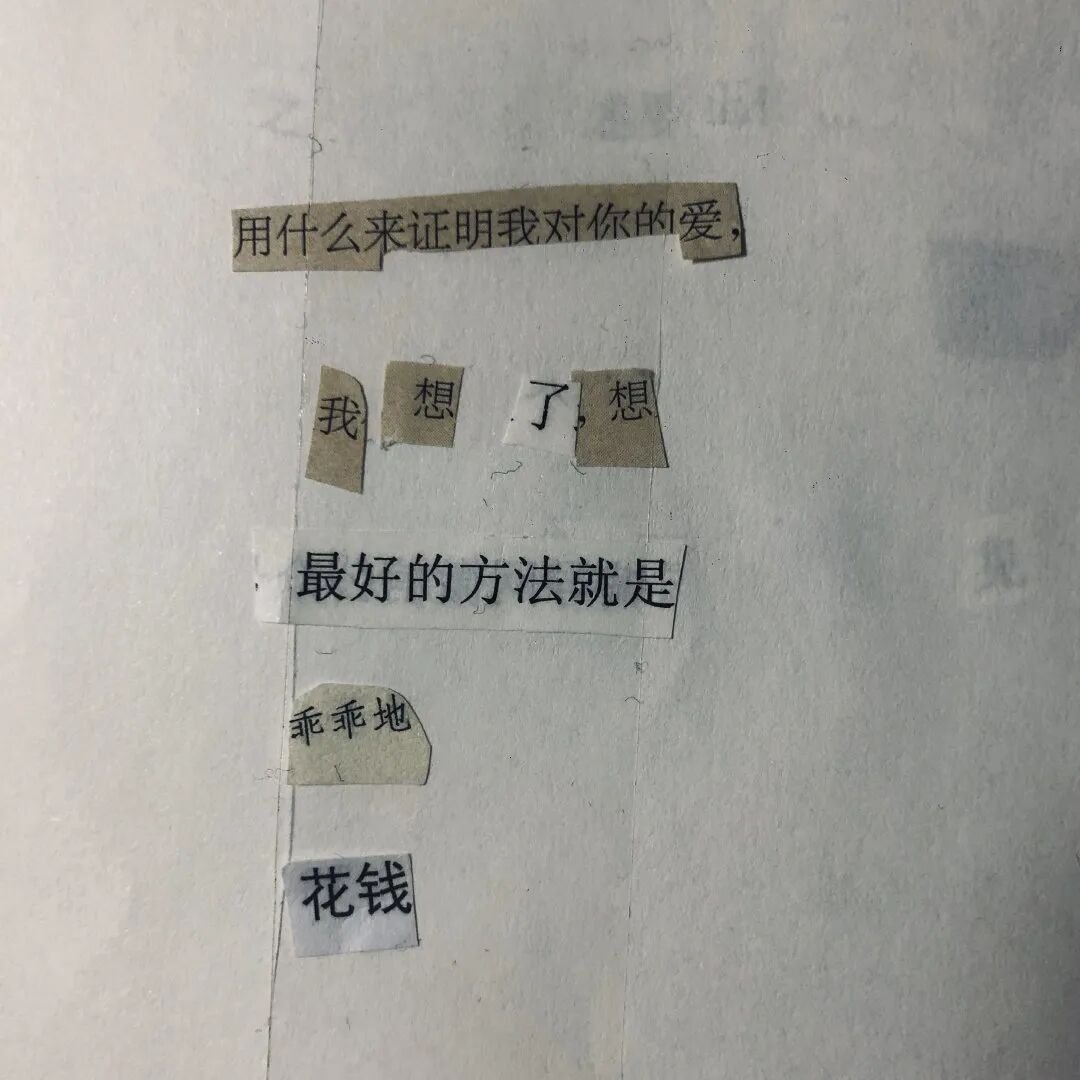 用什么来证明我对你的爱，
我想了，想
最好的方法就是
乖乖地
花钱